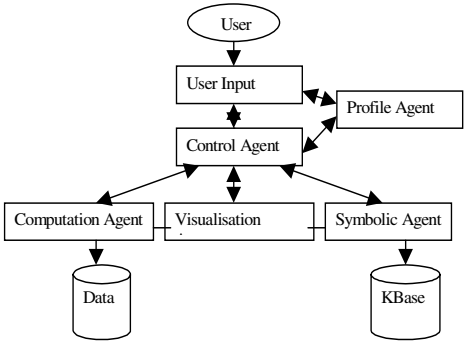 User
User Input
Profile Agent
Control Agent
Computation Agent
Visualisation
Symbolic Agent
Data
KBase